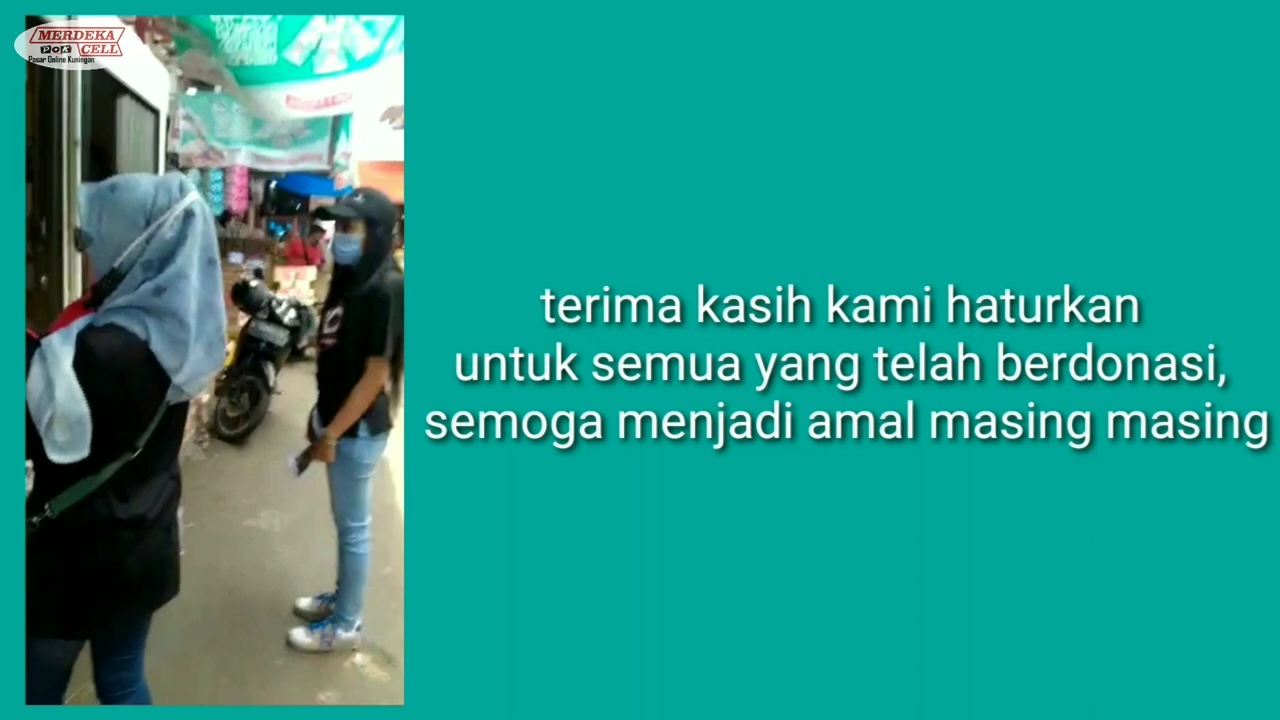 MERDEKA
POK CELL
Pasar Online Kuningan
terima kasih kami haturkan
untuk semua yang telah berdonasi,
semoga menjadi amal masing masing